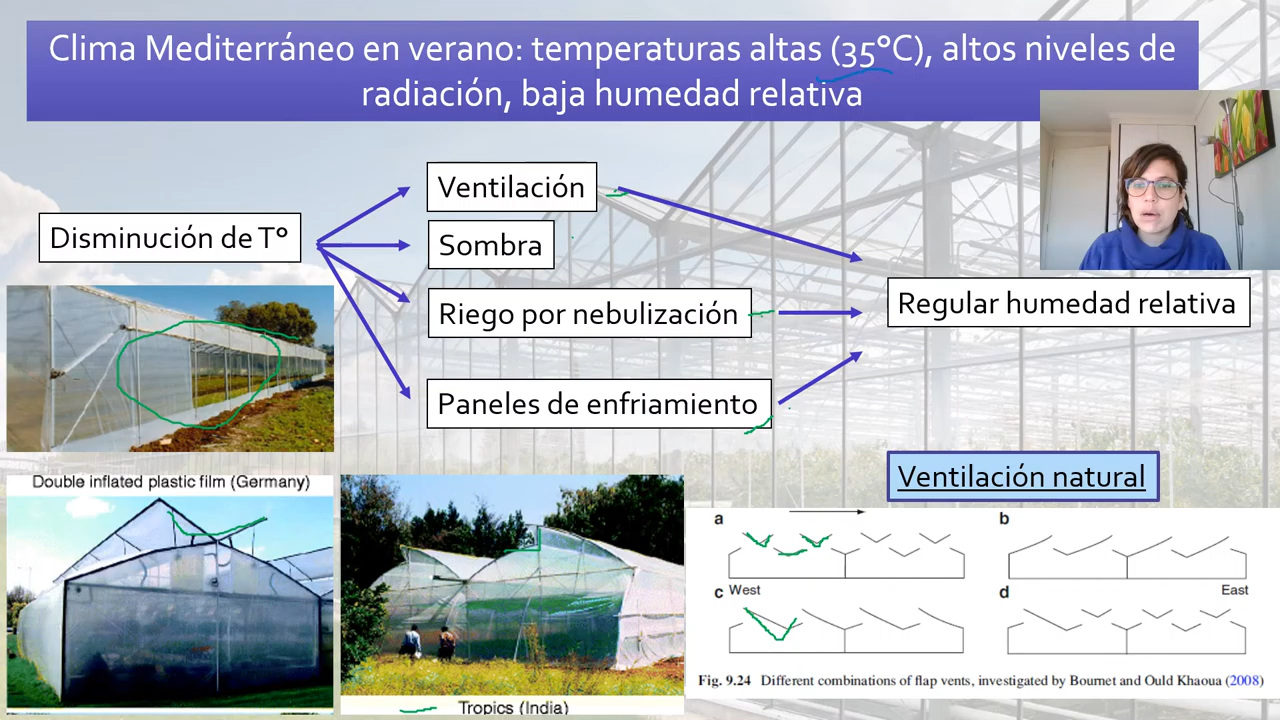 Clima Mediterráneo en verano: temperaturas altas (35°C), altos niveles de
radiación, baja humedad relativa
Ventilación
Disminución de T°
Sombra
Riego por nebulización
Regular humedad relativa
Paneles de enfriamiento
Ventilación natural
Double inflated plastic film (Germany)
Tropics (India)
a
b
West
East
c
d
Fig. 9.24 Different combinations of flap vents, investigated by Bournet and Ould Khaoua (2008)